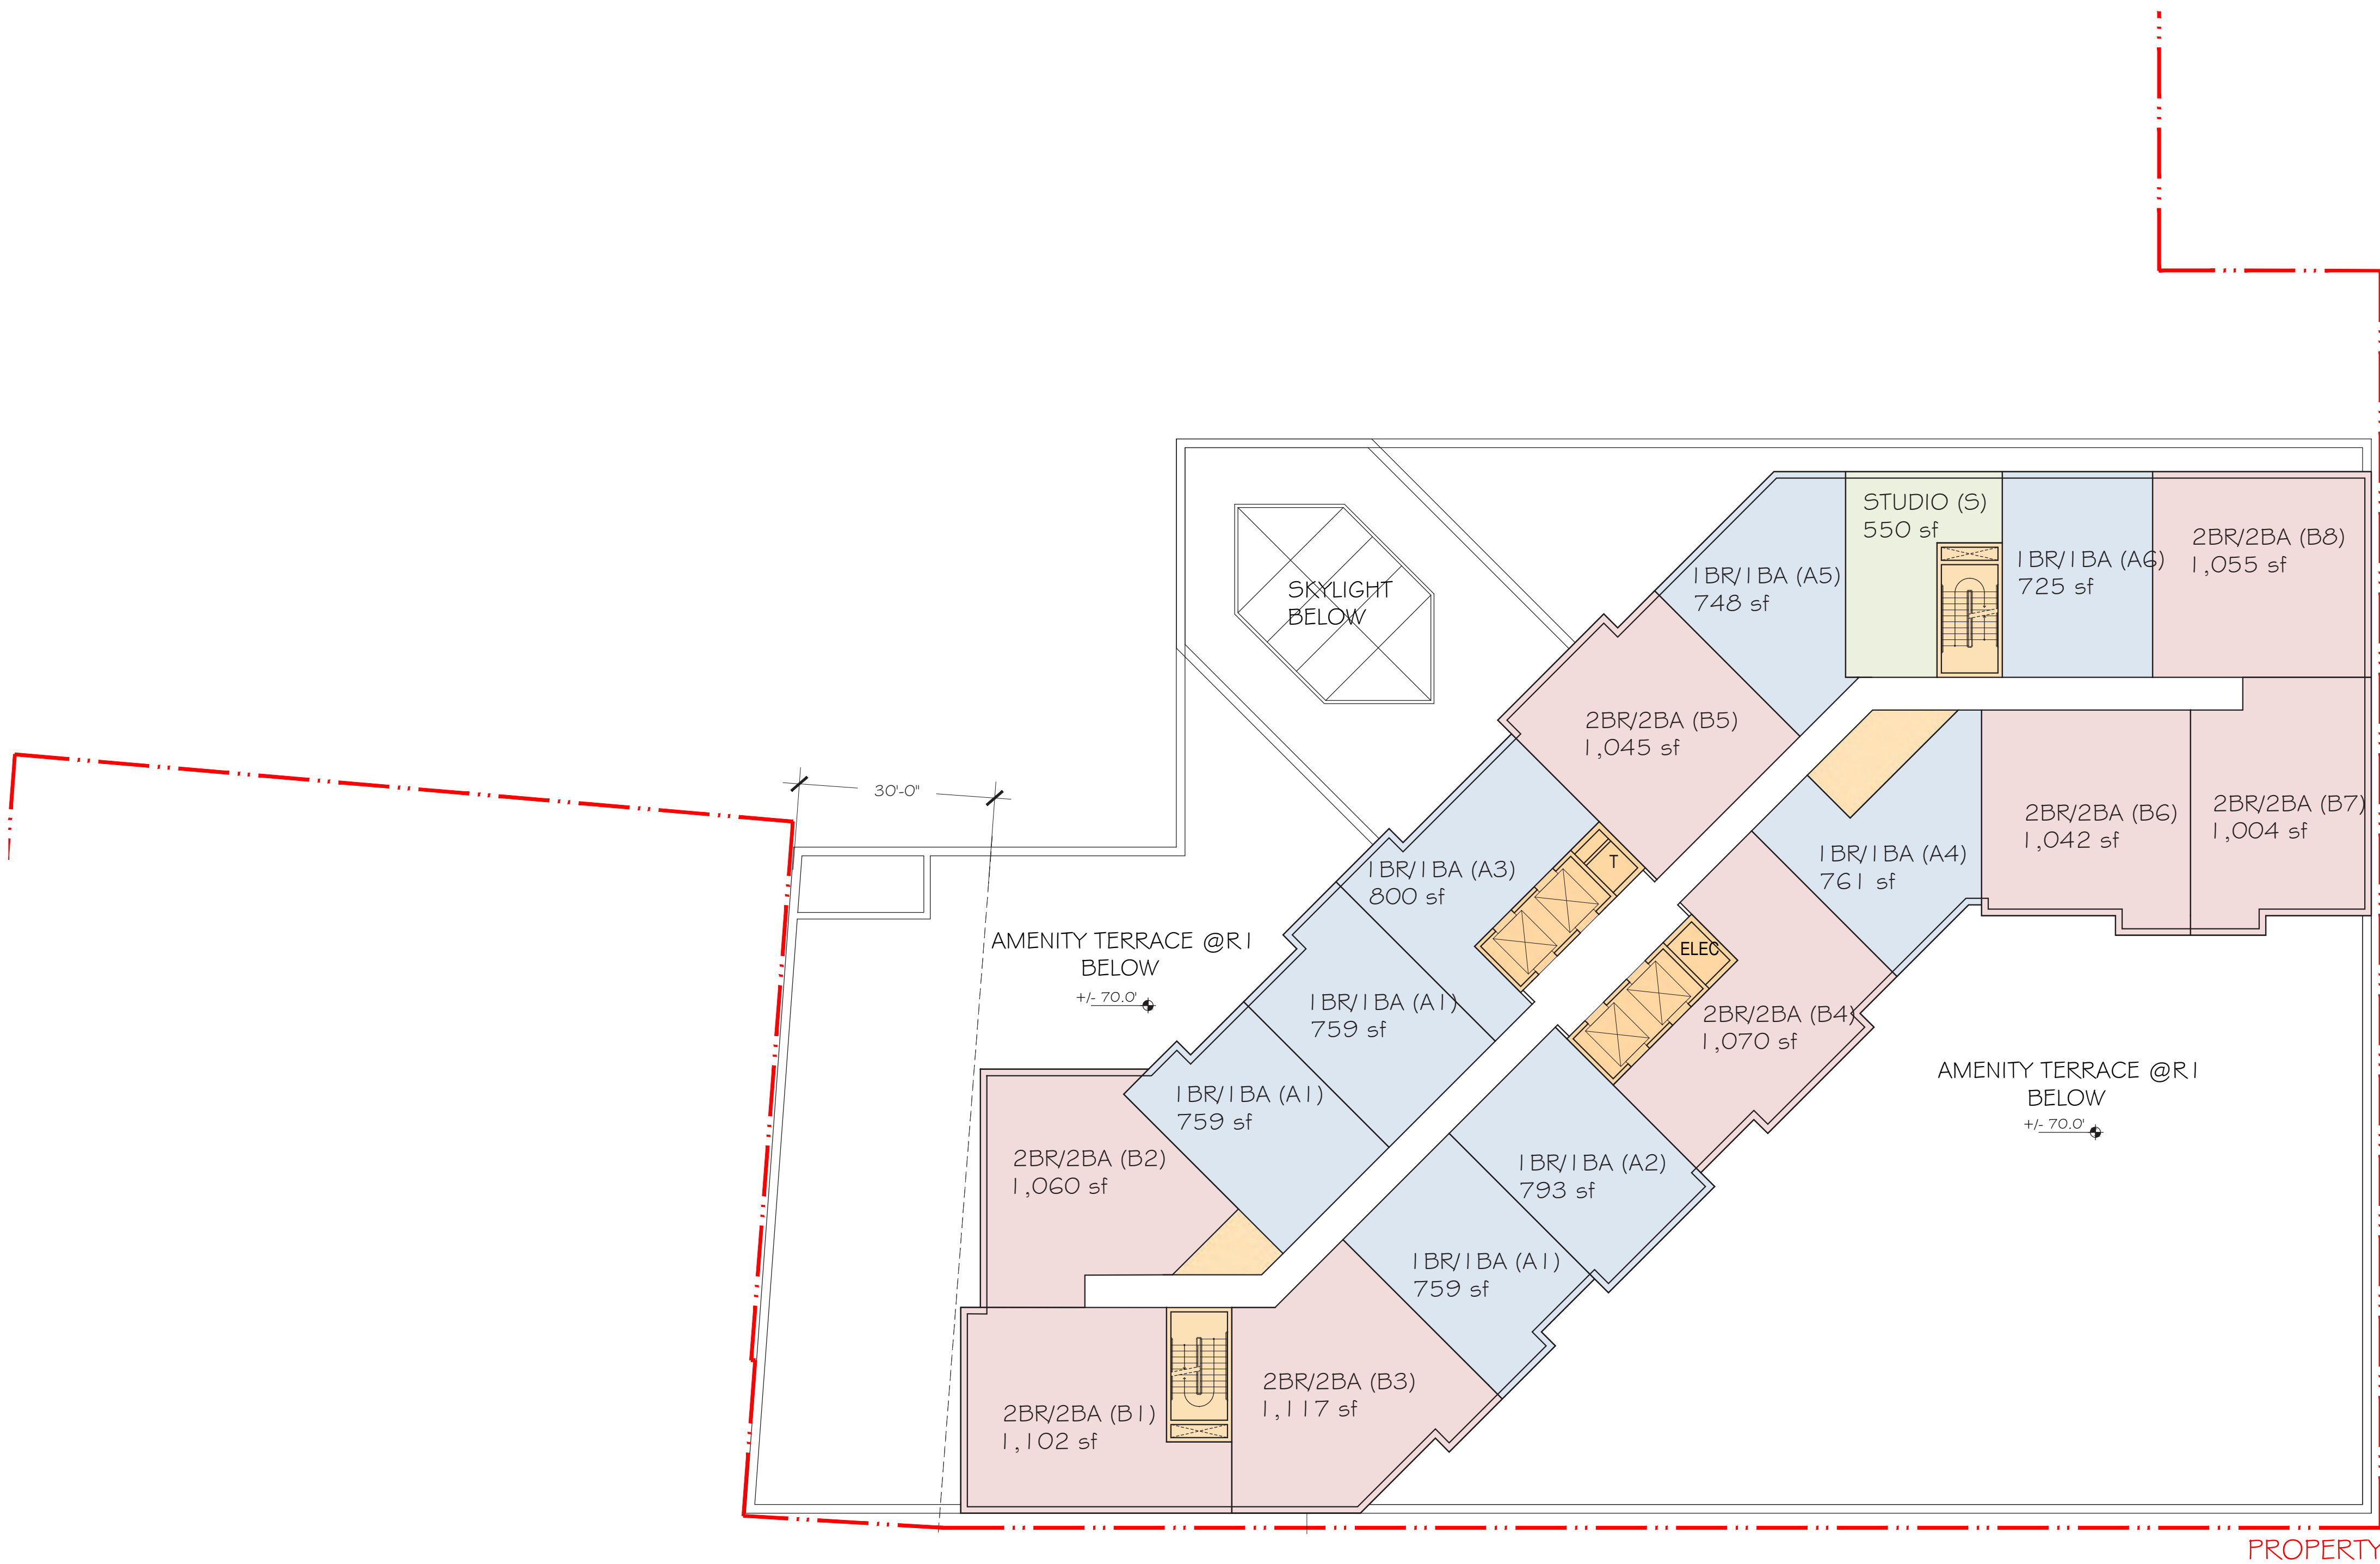 STUDIO (S)
550 sf
2BR/2BA (B8)
1,055 sf
1BR/1BA (A6)
725 sf
1BR/1BA (A5)
748 sf
SKYLIGHT
BELOW
2BR/2BA (B5)
1,045 sf
30'-0"
2BR/2BA (B7)
1,004 sf
2BR/2BA (B6)
1,042 sf
1BR/1BA (A4)
761 sf
T
1BR/1BA (A3)
800 sf
AMENITY TERRACE @R1
BELOW
+/- 70.0'
ELEC
1BR/1BA (A1)
759 sf
2BR/2BA (B4)
1,070 sf
AMENITY TERRACE @R1
BELOW
+/- 70.0'
1BR/1BA (A1)
759 sf
2BR/2BA (B2)
1,060 sf
1BR/1BA (A2)
793 sf
1BR/1BA (A1)
759 sf
2BR/2BA (B3)
1,117 sf
2BR/2BA (B1)
1,102 sf
PROPERTY